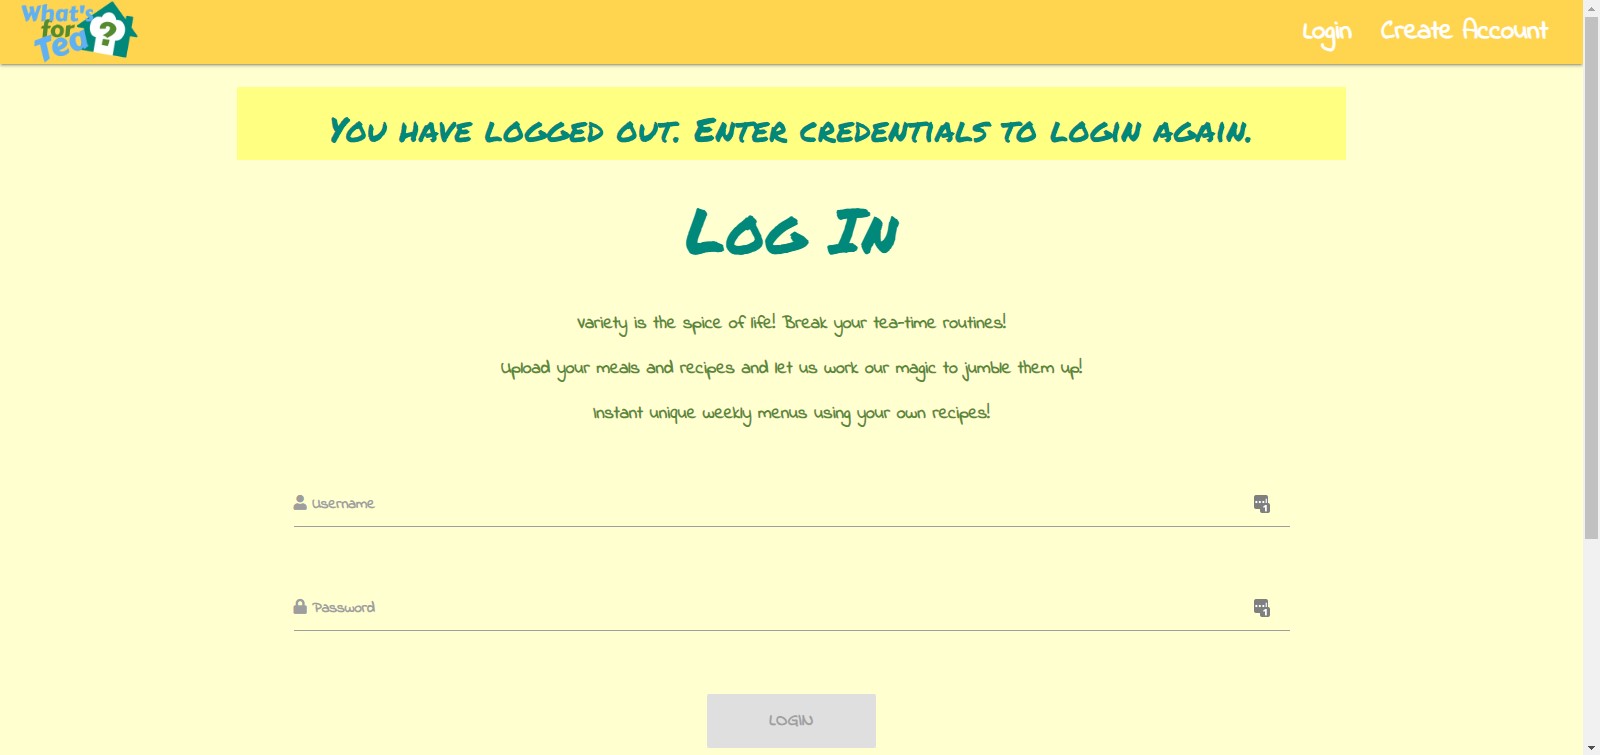 What's
for
Tea
?
Login
Create Account
You have logged out. Enter credentials to login again.
Log In
Variety is the spice of life! Break your tea-time routines!
Upload your meals and recipes and let us work our magic to jumble them up!
Instant unique weekly menus using your own recipes!
Username
1
Password
1
LOGIN